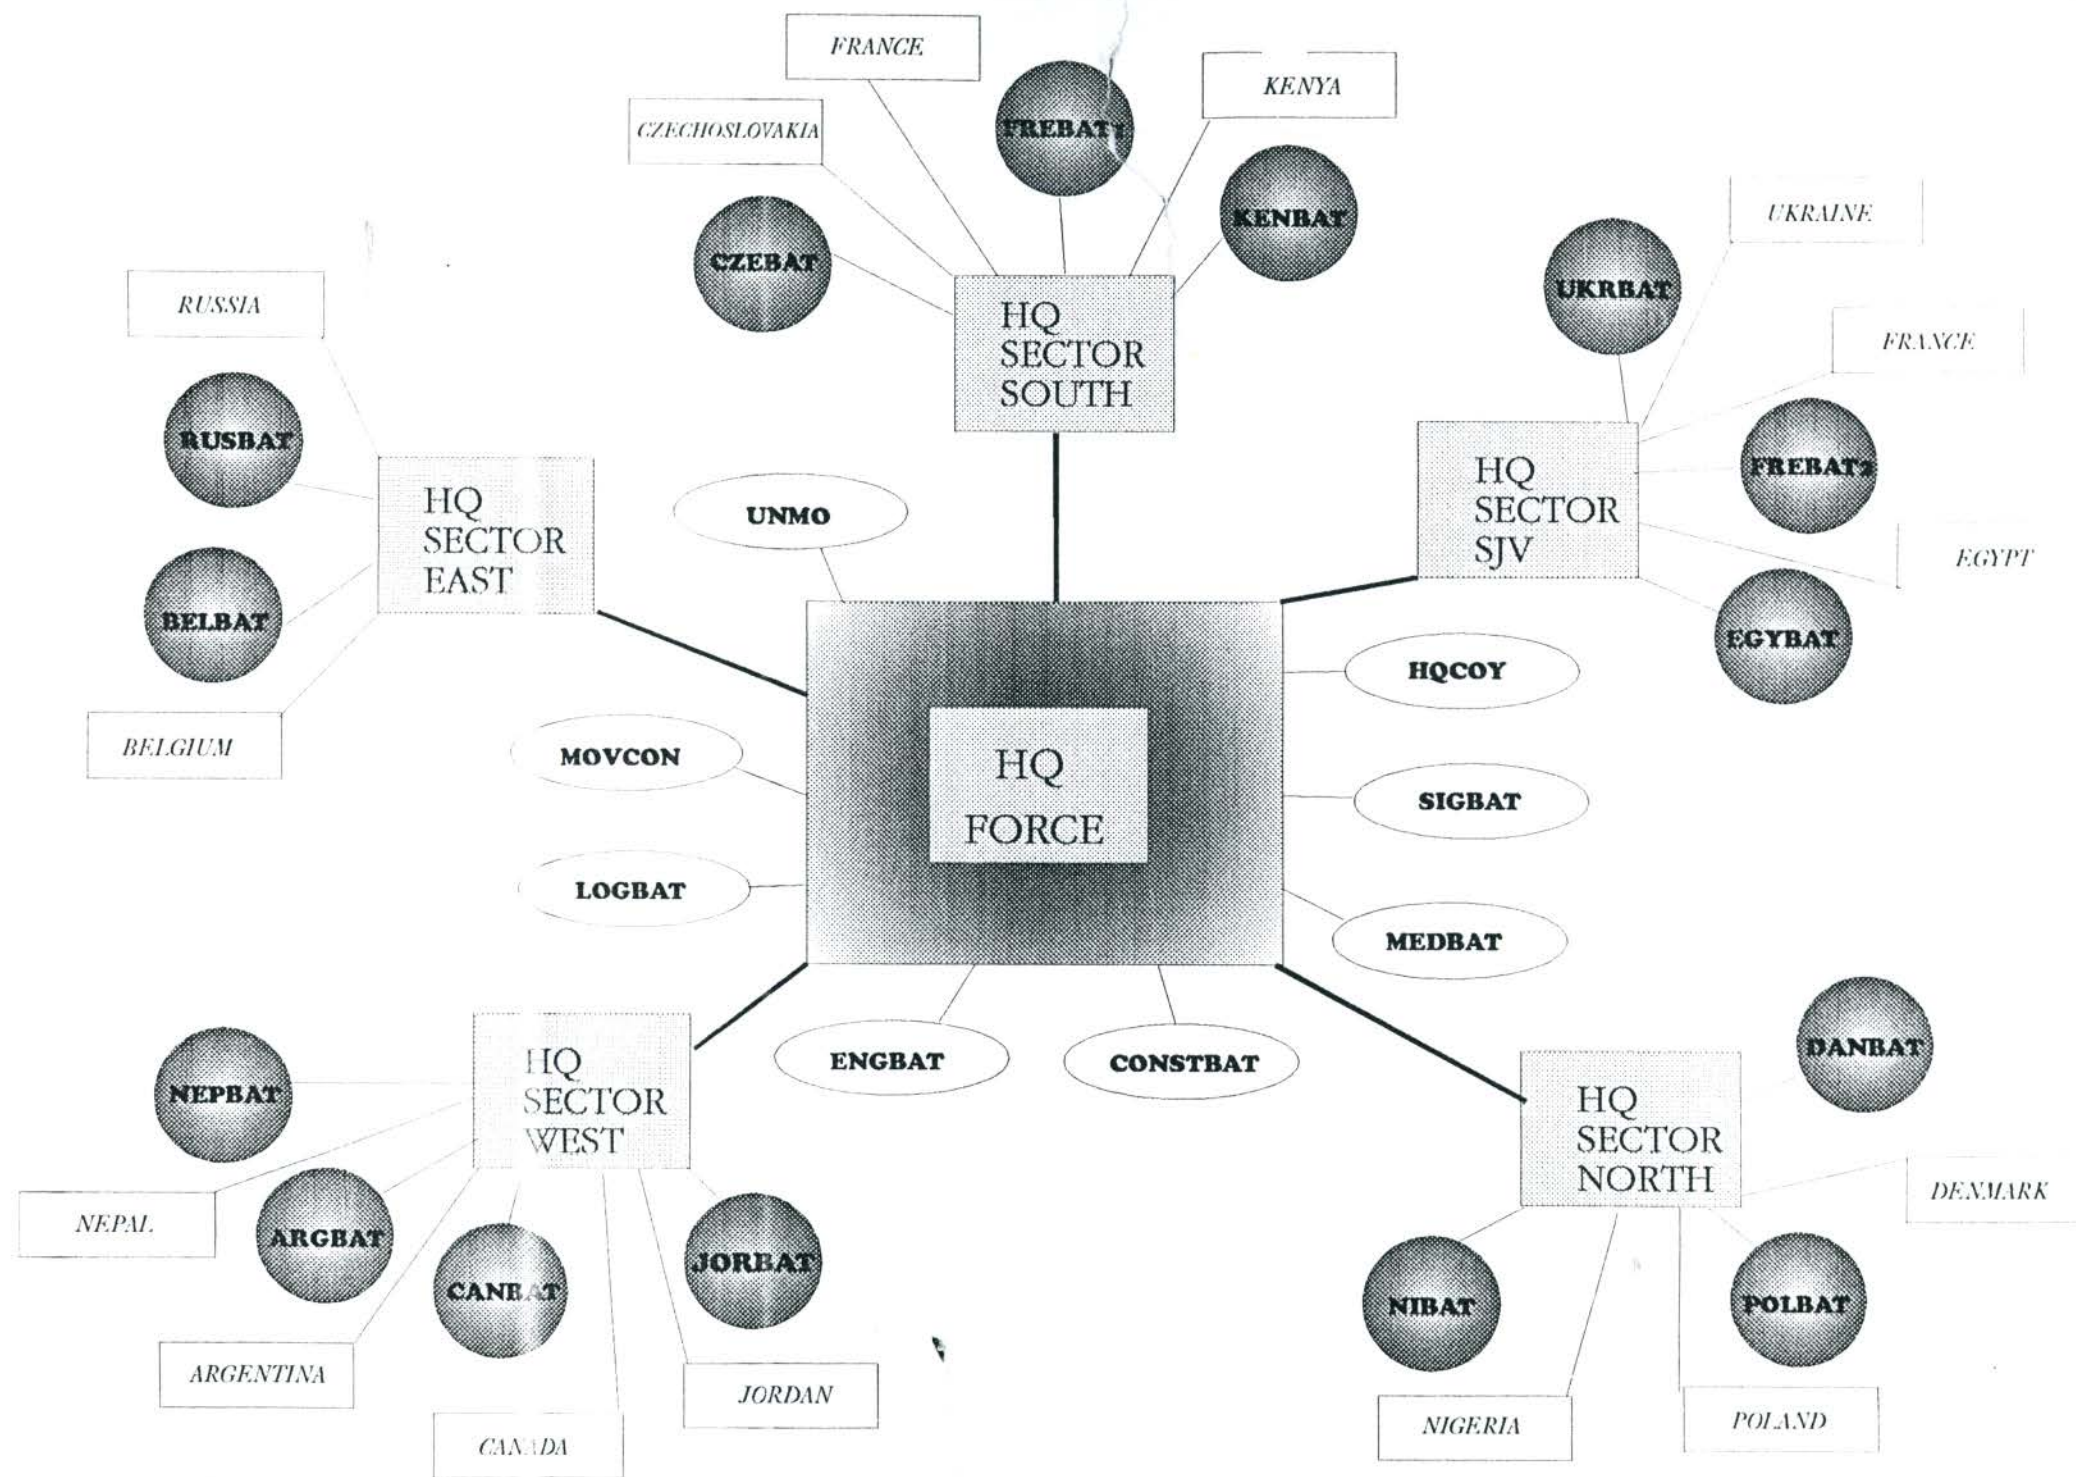 FRANCE
KENYA
CZECHOSLOVAKIA
FREBAT1
KENBAT
CZEBAT
UKRAINE
UKRBAT
FRANCE
FREBAT2
EGYPT
EGYBAT
RUSSIA
RUSBAT
BELBAT
BELGIUM
HQ
SECTOR
SOUTH
HQ
SECTOR
EAST
HQ
SECTOR
SJV
UNMO
HQCOY
MOVCON
SIGBAT
HQ
FORCE
LOGBAT
MEDBAT
ENGBAT
CONSTBAT
HQ
SECTOR
WEST
NEPBAT
NEPAL
ARGBAT
ARGENTINA
CANBAT
CANADA
JORBAT
JORDAN
HQ
SECTOR
NORTH
DANBAT
DENMARK
NIBAT
NIGERIA
POLBAT
POLAND